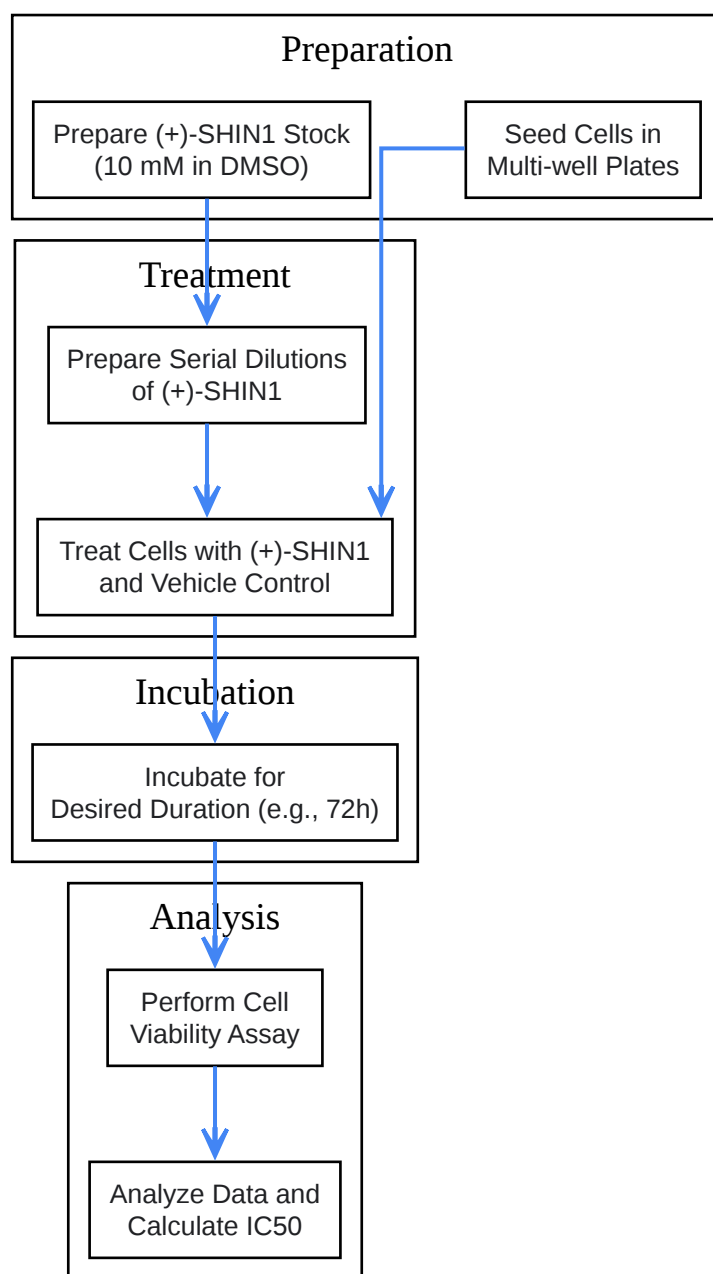 Preparation
Prepare (+)-SHIN1 Stock
(10 mM in DMSO)
Seed Cells in
Multi-well Plates
Treatment
Prepare Serial Dilutions
of (+)-SHIN1
Treat Cells with (+)-SHIN1
and Vehicle Control
Incubation
Incubate for
Desired Duration (e.g., 72h)
Analysis
Perform Cell
Viability Assay
Analyze Data and
Calculate IC50